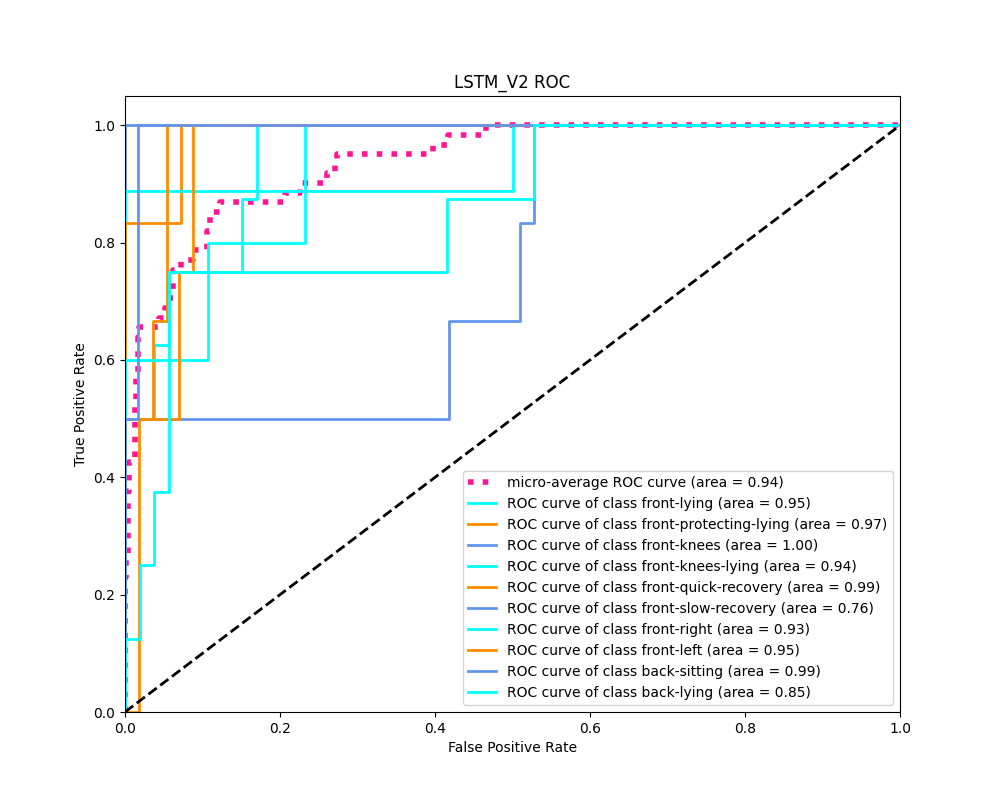 LSTM_V2 ROC
True Positive Rate
1.0
0.8
0.6
0.4
0.2
0.0
micro-average ROC curve (area = 0.94)
ROC curve of class front-lying (area = 0.95)
ROC curve of class front-protecting-lying (area = 0.97)
ROC curve of class front-knees (area = 1.00)
ROC curve of class front-knees-lying (area = 0.94)
ROC curve of class front-quick-recovery (area = 0.99)
ROC curve of class front-slow-recovery (area = 0.76)
ROC curve of class front-right (area = 0.93)
ROC curve of class front-left (area = 0.95)
ROC curve of class back-sitting (area = 0.99)
ROC curve of class back-lying (area = 0.85)
0.0 0.2 0.4 0.6 0.8 1.0
False Positive Rate